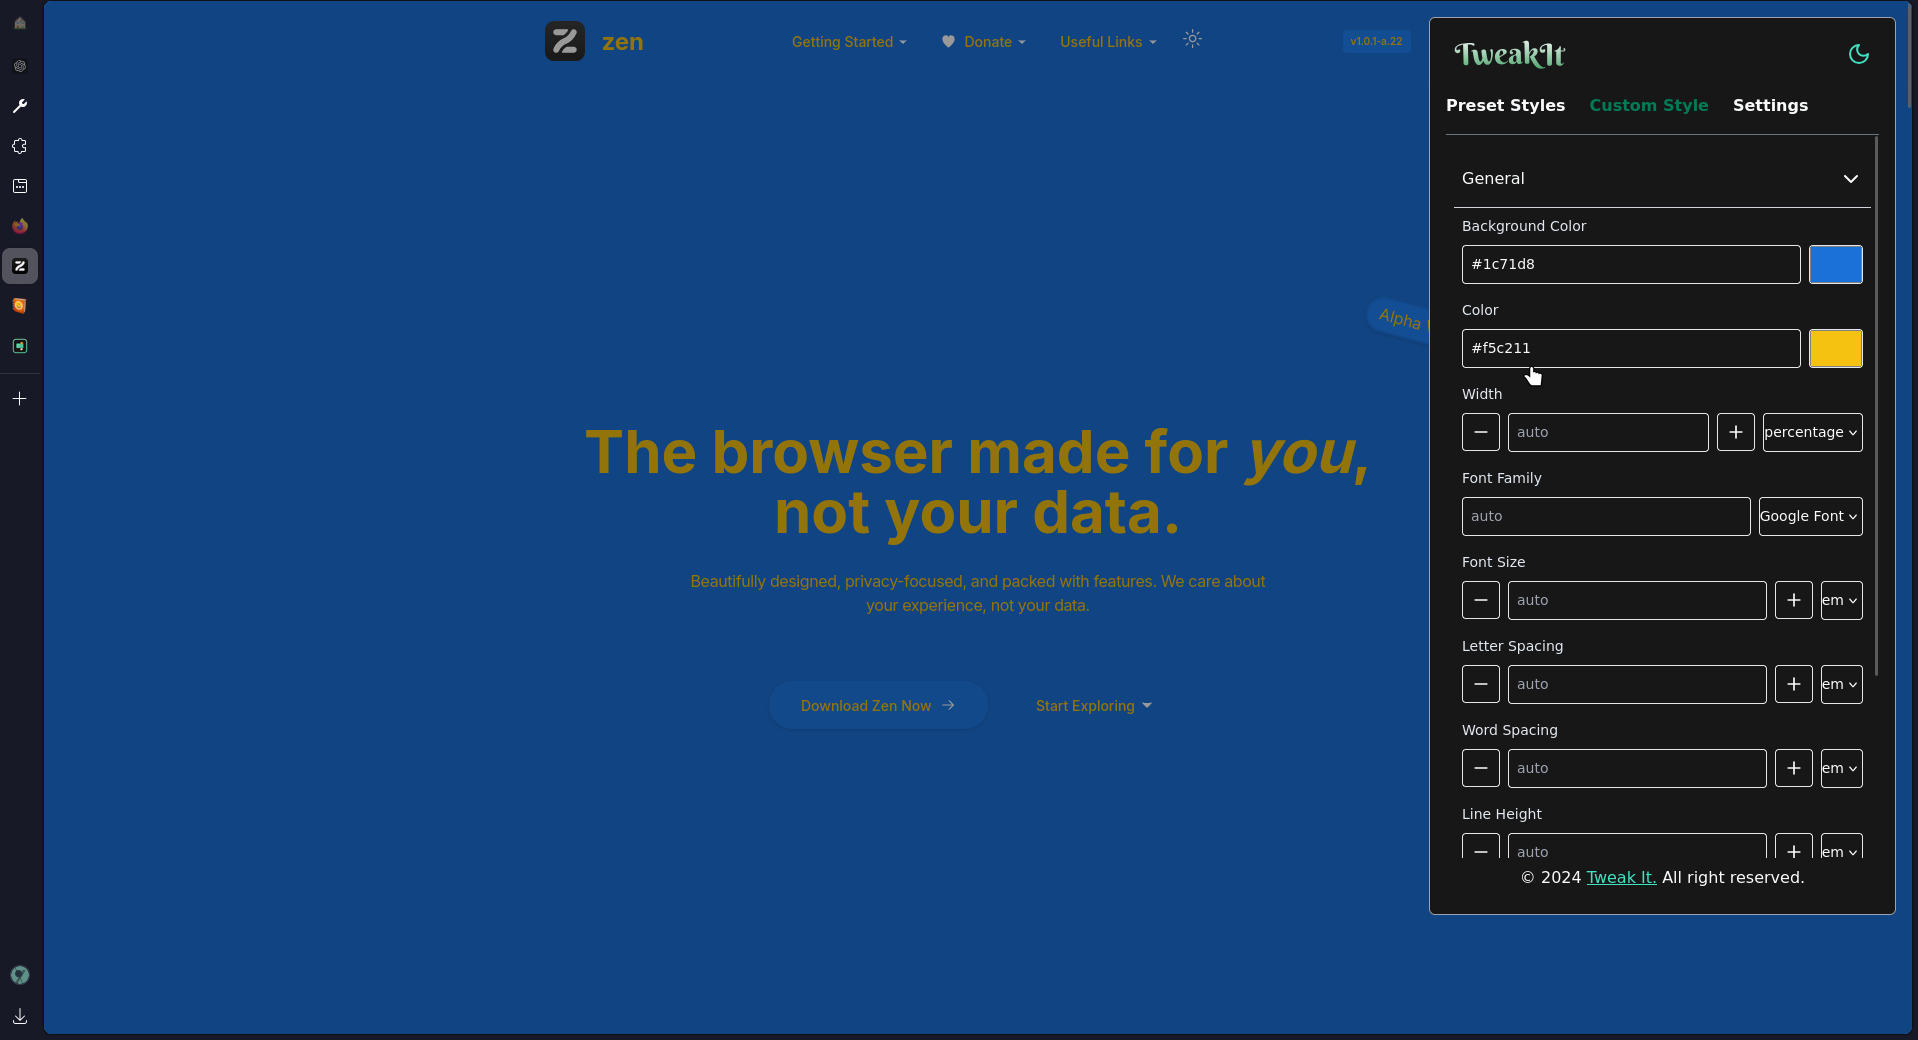 zen
Getting Started
Donate
Useful Links
v1.0.1-a.22
Alpha
The browser made for you,
not your data.
Beautifully designed, privacy-focused, and packed with features. We care about
your experience, not your data.
Download Zen Now
Start Exploring
TweakIt
Preset Styles
Custom Style
Settings
General
Background Color
#1c71d8
Color
#f5c211
Width
auto
percentage
Font Family
auto
Google Font
Font Size
auto
em
Letter Spacing
auto
em
Word Spacing
auto
em
Line Height
auto
em
© 2024 Tweak It. All right reserved.